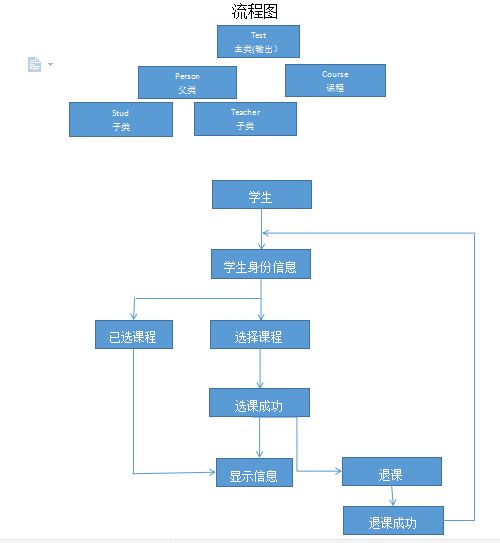 流程图
Test
主类(输出）
Person
父类
Course
课程
Stud
子类
Teacher
子类
学生
学生身份信息
已选课程
选择课程
选课成功
显示信息
退课
退课成功